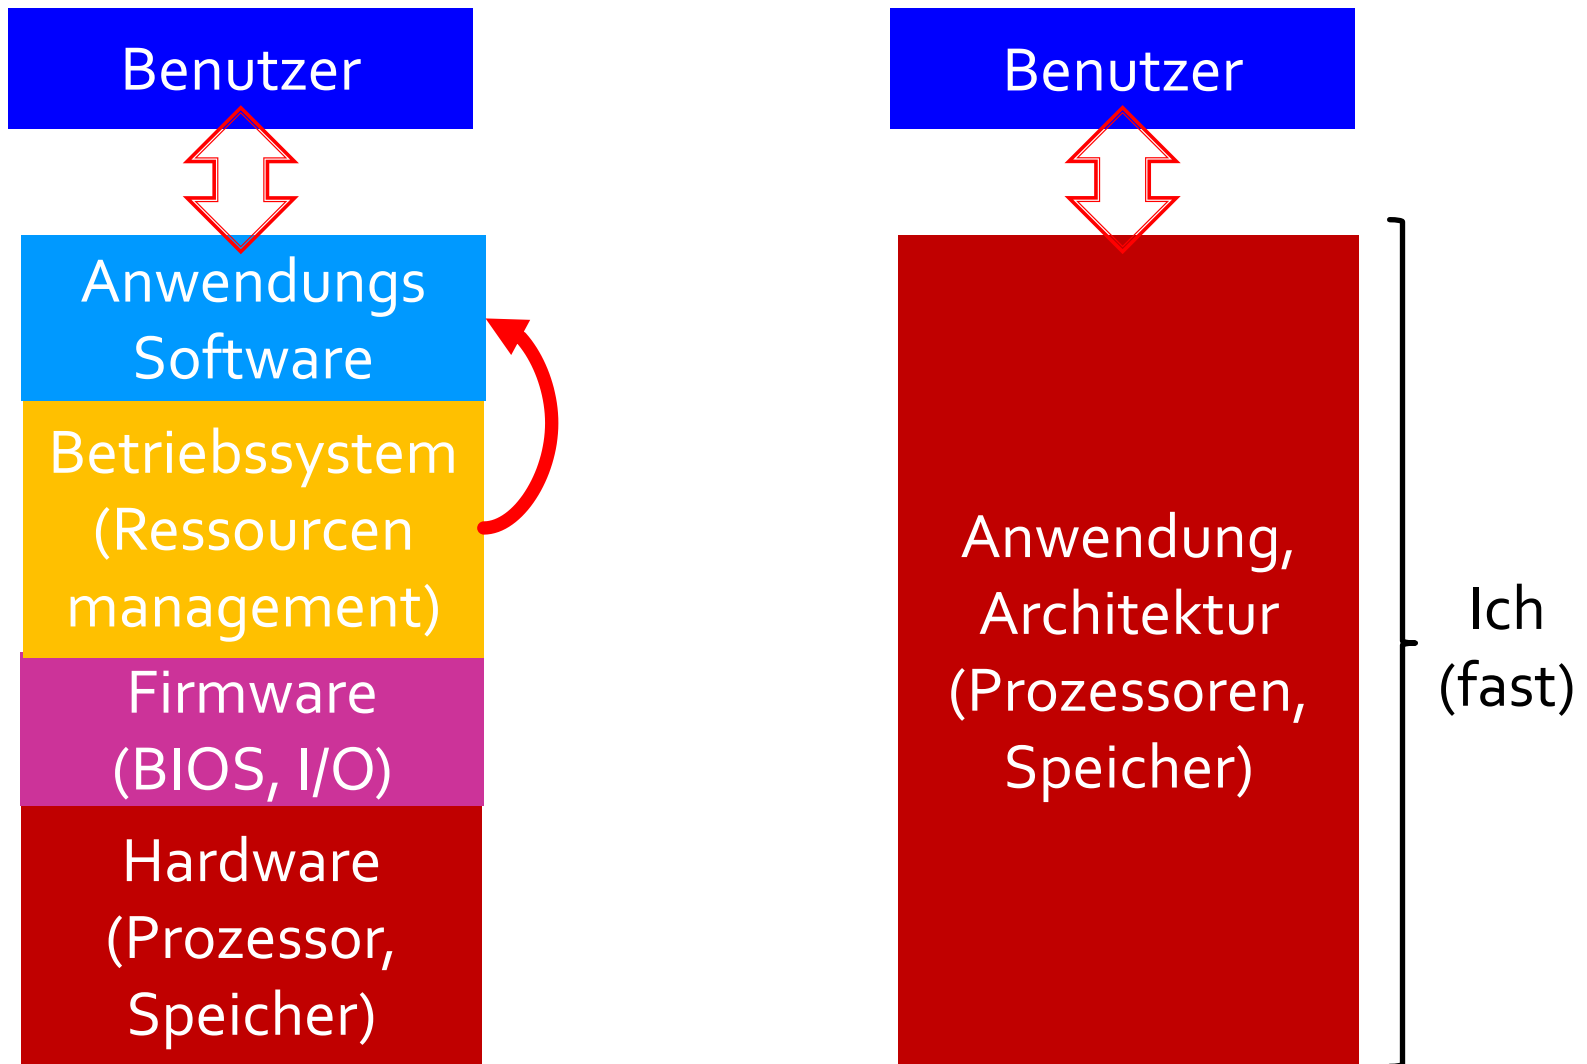 Benutzer
Anwendungs
Software
Betriebssystem
(Ressourcen
management)
Firmware
(BIOS, I/O)
Hardware
(Prozessor,
Speicher)
Benutzer
Anwendung,
Architektur
(Prozessoren,
Speicher)
Ich
(fast)